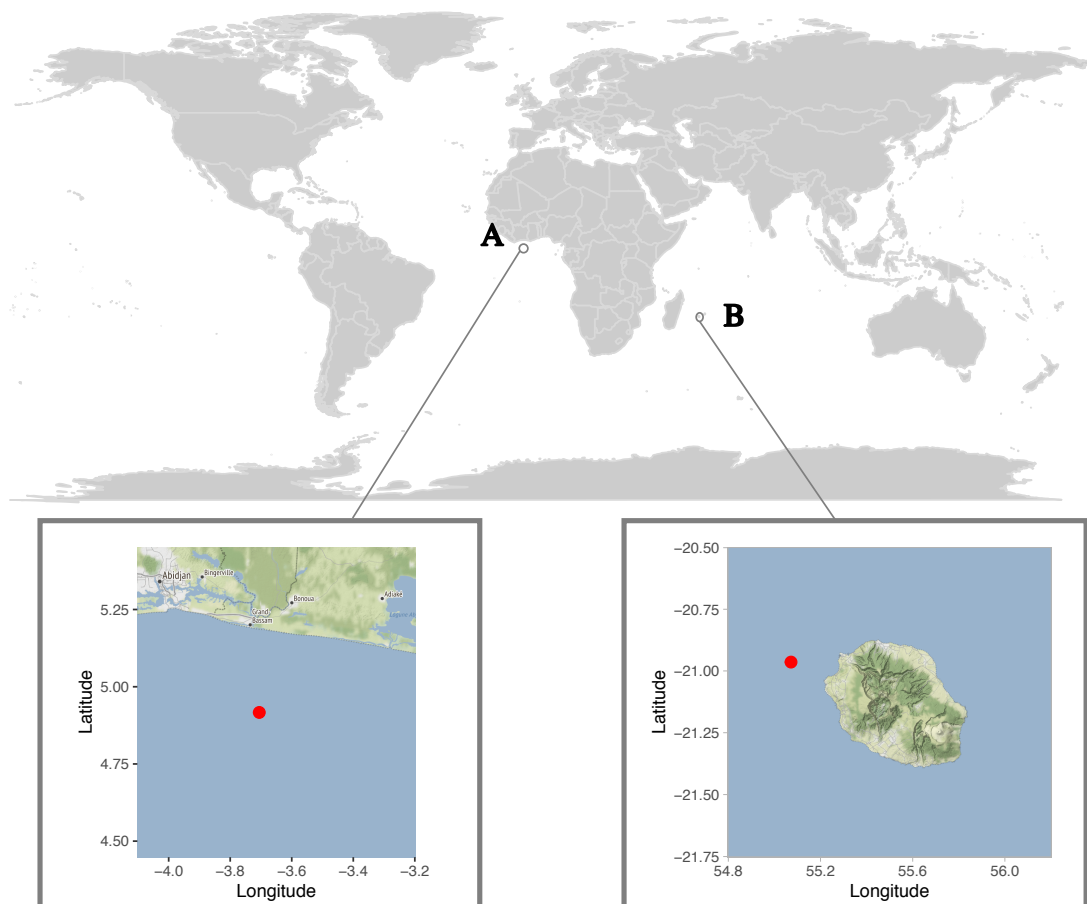 A
B
Abidjan
Bingerville
Grand-
Bassam
Bonoua
Adiake
5.25
5.00
4.75
4.50
Latitude
−4.0 −3.8 −3.6 −3.4 −3.2
Longitude
−20.50
−20.75
−21.00
−21.25
−21.50
−21.75
Latitude
54.8 55.2 55.6 56.0
Longitude